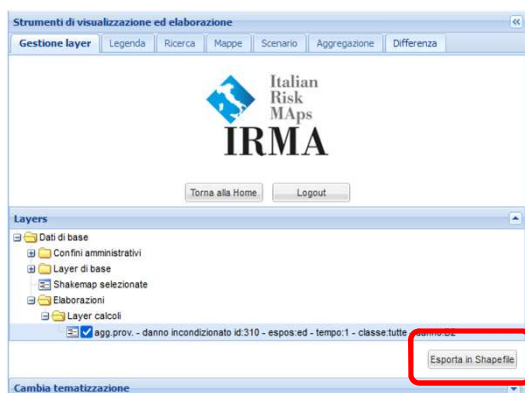 Strumenti di visualizzazione ed elaborazione
Gestione layer Legenda Ricerca Mappe Scenario Aggregazione Differenza
Italian
Risk
MAps
IRMA
Torna alla Home Logout
Layers
Dati di base
Confini amministrativi
Layer di base
Shakemap selezionate
Elaborazioni
Layer calcoli
agg.prov. - danno incondizionato id:310 - espos:ed - tempo:1 - classe:tutte
Esporta in Shapefile
Cambia tematizzazione